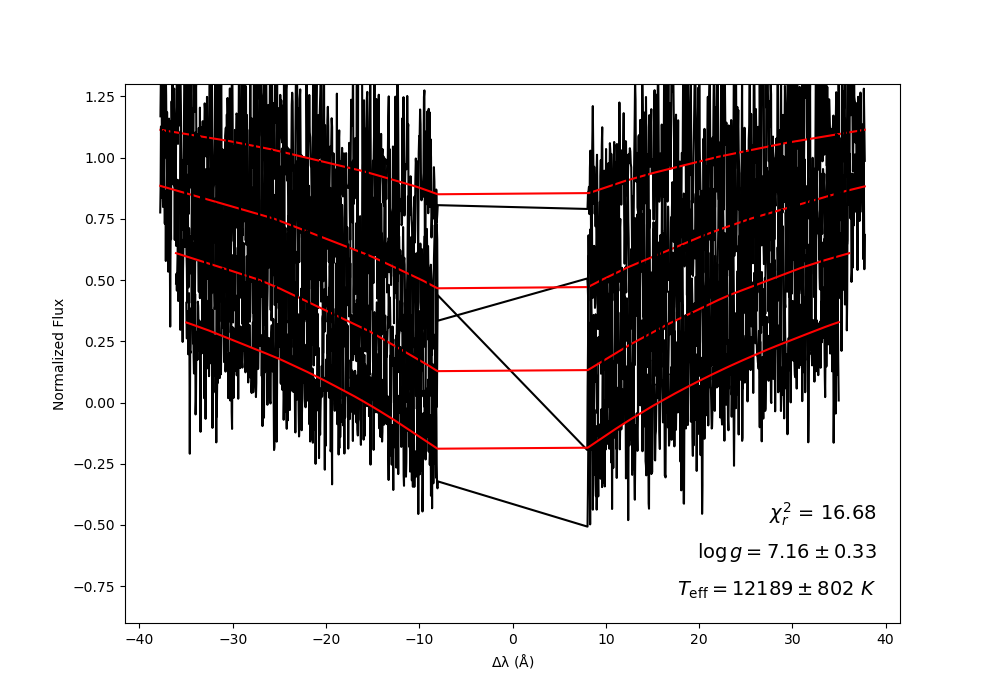 1.25
1.00
0.75
0.50
0.25
0.00
−0.25
−0.50
−0.75
Normalized Flux
χ²ᵣ = 16.68
log g = 7.16 ± 0.33
T_eff = 12189 ± 802 K
−40 −30 −20 −10 0 10 20 30 40
Δλ (Å)